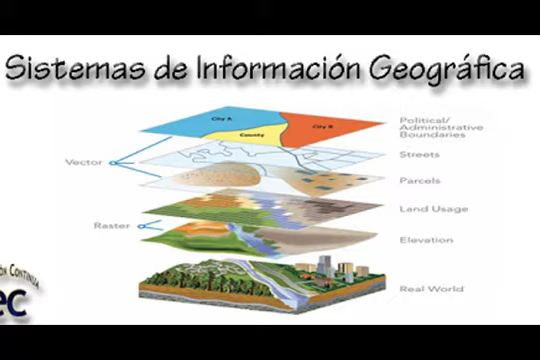 Sistemas de Información Geográfica
City A
City B
County
Political/
Administrative
Boundaries
Streets
Vector
Parcels
Land Usage
Raster
Elevation
Real World
ec